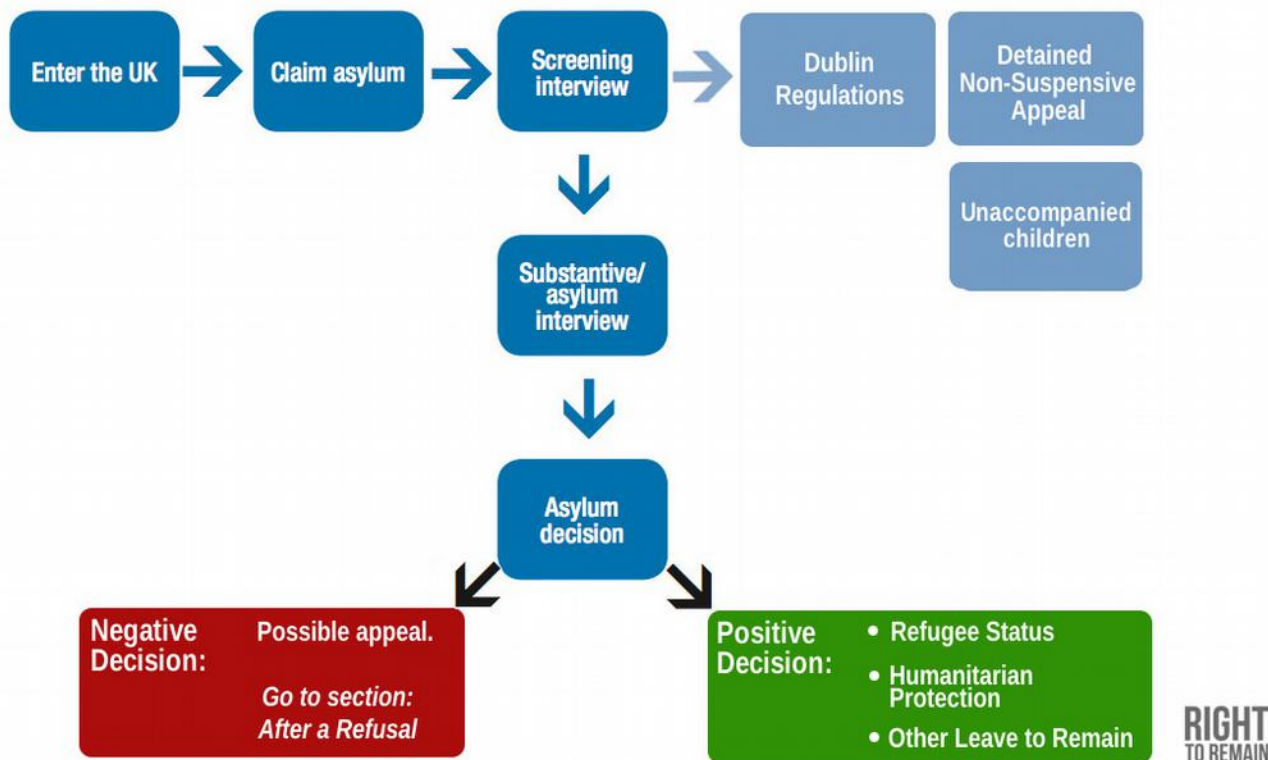 Enter the UK
Claim asylum
Screening
interview
Dublin
Regulations
Detained
Non-Suspensive
Appeal
Unaccompanied
children
Substantive/
asylum
interview
Asylum
decision
Negative
Decision:
Possible appeal.
Go to section:
After a Refusal
Positive
Decision:
• Refugee Status
• Humanitarian
Protection
• Other Leave to Remain
RIGHT
TO REMAIN